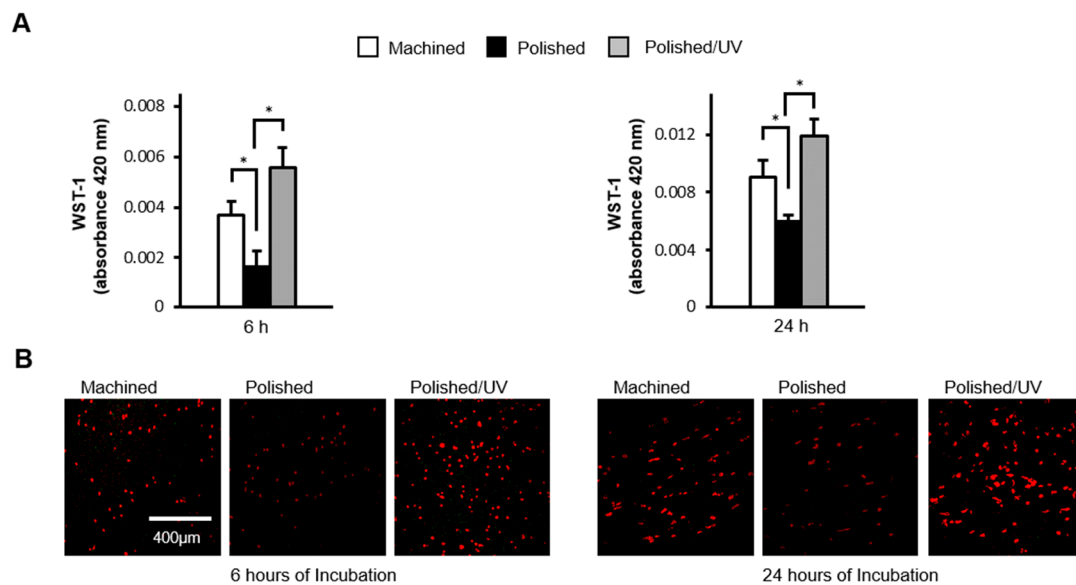 A
Machined Polished Polished/UV
WST-1
(absorbance 420 nm)
0.008
0.006
0.004
0.002
0
*
*
6 h
WST-1
(absorbance 420 nm)
0.012
0.008
0.004
0
*
*
24 h
B
Machined Polished Polished/UV
400µm
6 hours of Incubation
Machined Polished Polished/UV
24 hours of Incubation